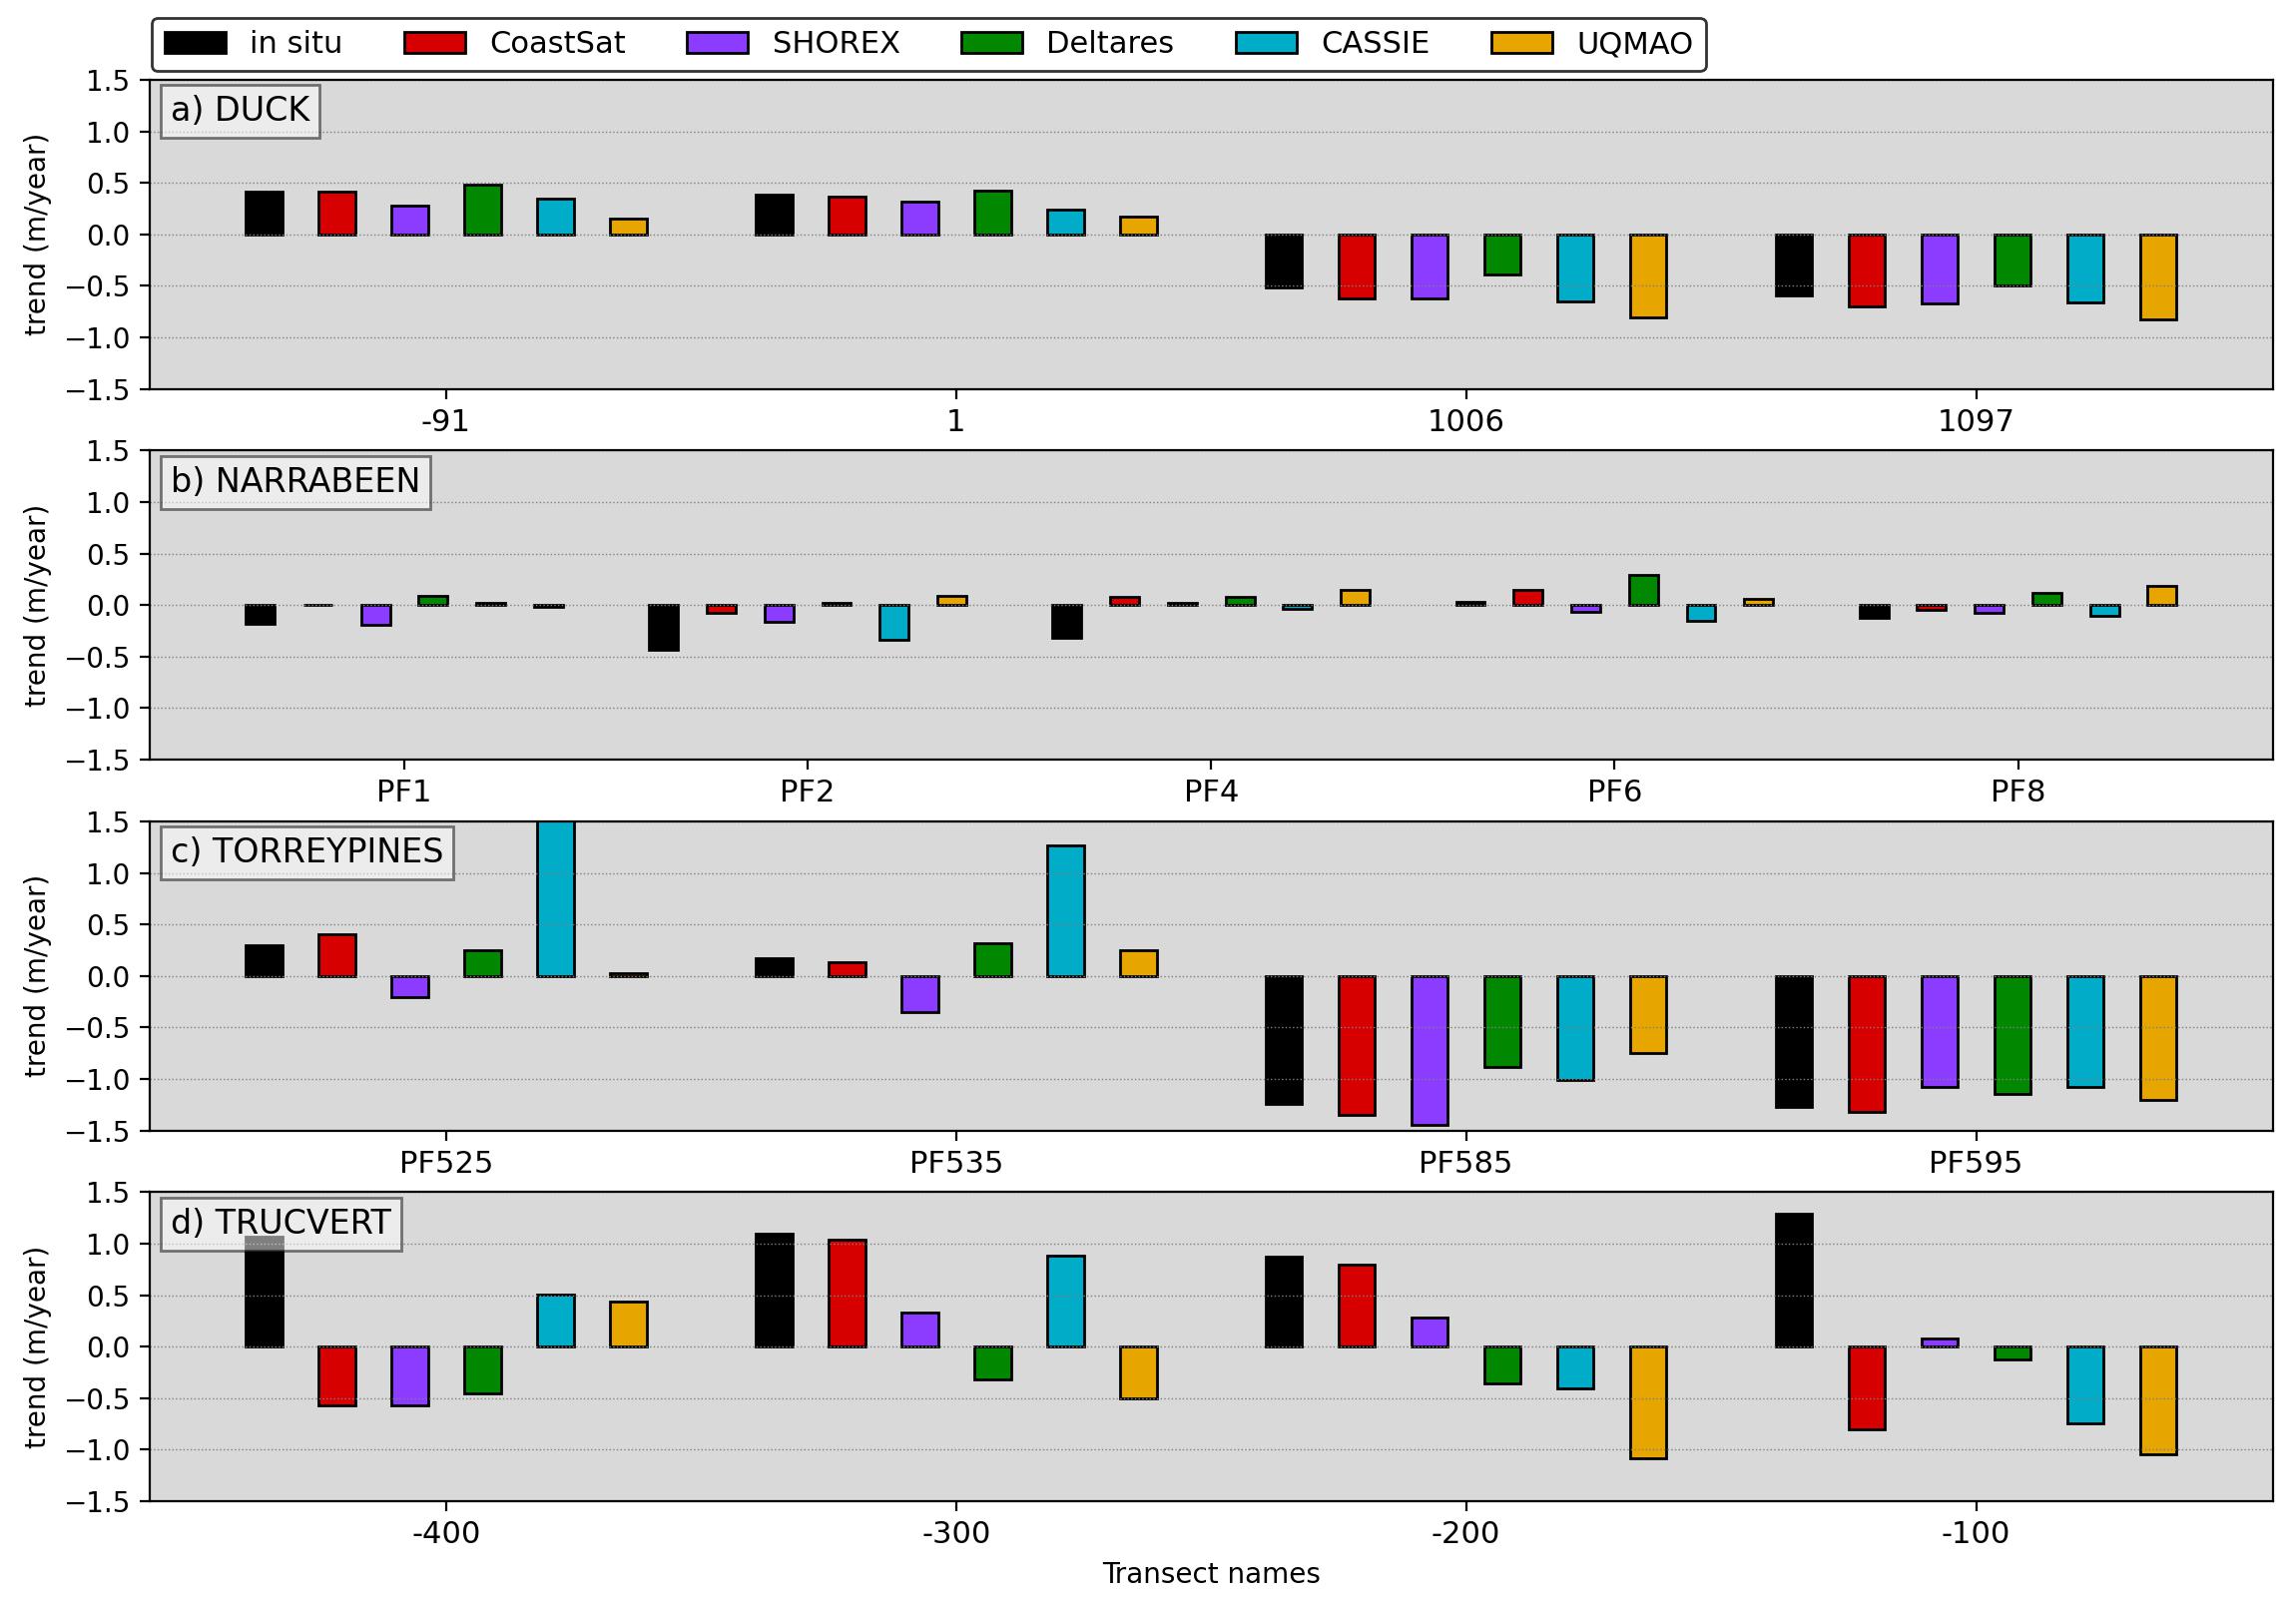 in situ CoastSat SHOREX Deltares CASSIE UQMAO
a) DUCK
trend (m/year)
1.5
1.0
0.5
0.0
−0.5
−1.0
−1.5
-91 1 1006 1097
b) NARRABEEN
trend (m/year)
1.5
1.0
0.5
0.0
−0.5
−1.0
−1.5
PF1 PF2 PF4 PF6 PF8
c) TORREYPINES
trend (m/year)
1.5
1.0
0.5
0.0
−0.5
−1.0
−1.5
PF525 PF535 PF585 PF595
d) TRUCVERT
trend (m/year)
1.5
1.0
0.5
0.0
−0.5
−1.0
−1.5
-400 -300 -200 -100
Transect names